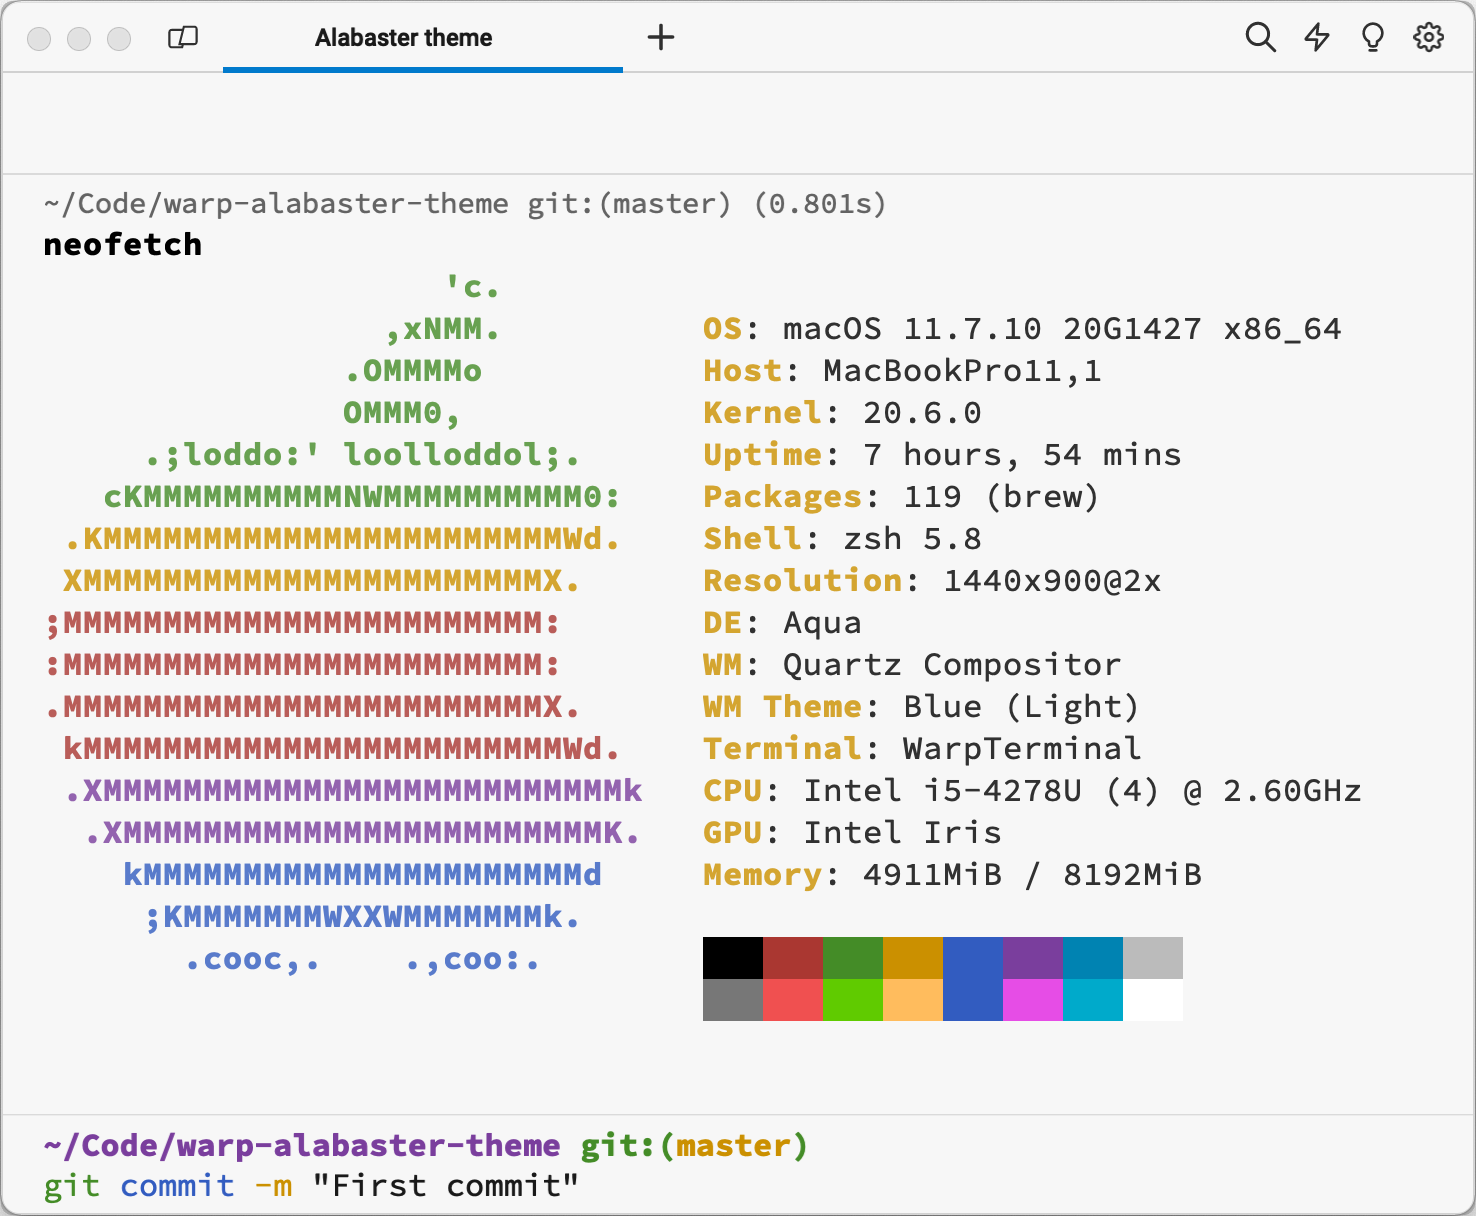 Alabaster theme
~/Code/warp-alabaster-theme git:(master) (0.801s)
neofetch
                    'c.
                 ,xNMM.       OS: macOS 11.7.10 20G1427 x86_64
               .OMMMMo        Host: MacBookPro11,1
               OMMM0,         Kernel: 20.6.0
     .;loddo:' loolloddol;.   Uptime: 7 hours, 54 mins
   cKMMMMMMMMMMNWMMMMMMMMMM0:    Packages: 119 (brew)
 .KMMMMMMMMMMMMMMMMMMMMMMMWd.    Shell: zsh 5.8
 XMMMMMMMMMMMMMMMMMMMMMMMX.      Resolution: 1440x900@2x
;MMMMMMMMMMMMMMMMMMMMMMMM:       DE: Aqua
:MMMMMMMMMMMMMMMMMMMMMMMM:       WM: Quartz Compositor
.MMMMMMMMMMMMMMMMMMMMMMMMX.      WM Theme: Blue (Light)
 kMMMMMMMMMMMMMMMMMMMMMMMMWd.    Terminal: WarpTerminal
 .XMMMMMMMMMMMMMMMMMMMMMMMMMMk   CPU: Intel i5-4278U (4) @ 2.60GHz
  .XMMMMMMMMMMMMMMMMMMMMMMMMK.   GPU: Intel Iris
    kMMMMMMMMMMMMMMMMMMMMMMd     Memory: 4911MiB / 8192MiB
     ;KMMMMMMMWXXWMMMMMMMk.
       .cooc,.    .,coo:.
~/Code/warp-alabaster-theme git:(master)
git commit -m "First commit"